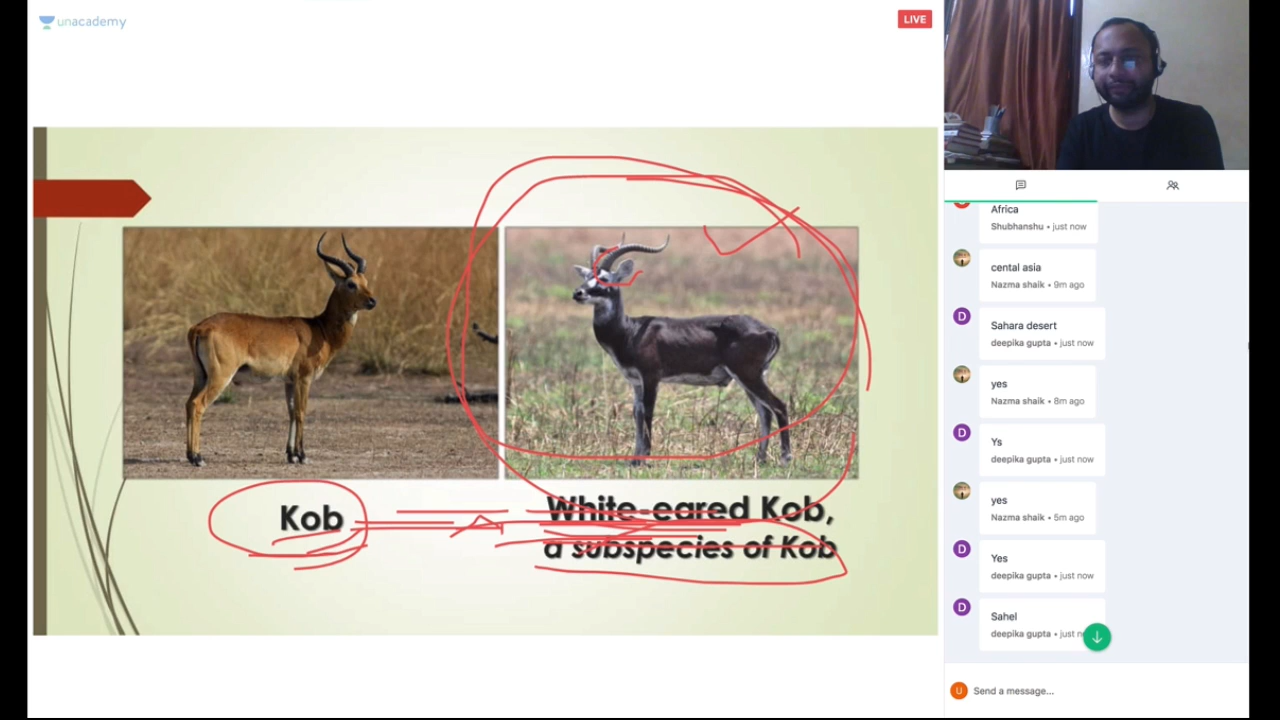 unacademy
LIVE
Kob
White-eared Kob,
a subspecies of Kob
Africa
Shubhanshu • just now
cental asia
Nazma shaik • 9m ago
D
Sahara desert
deepika gupta • just now
yes
Nazma shaik • 8m ago
D
Ys
deepika gupta • just now
yes
Nazma shaik • 5m ago
D
Yes
deepika gupta • just now
D
Sahel
deepika gupta • just
U
Send a message...